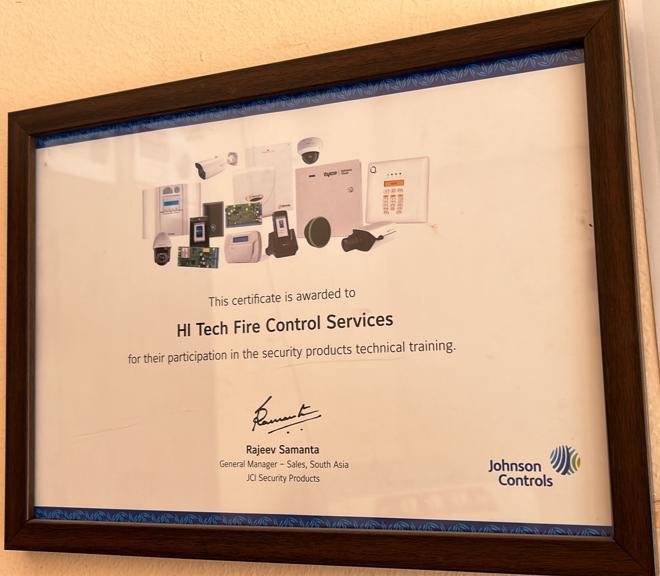 tyco
This certificate is awarded to
HI Tech Fire Control Services
for their participation in the security products technical training.
Rajeev Samanta
General Manager – Sales, South Asia
JCI Security Products
Johnson
Controls